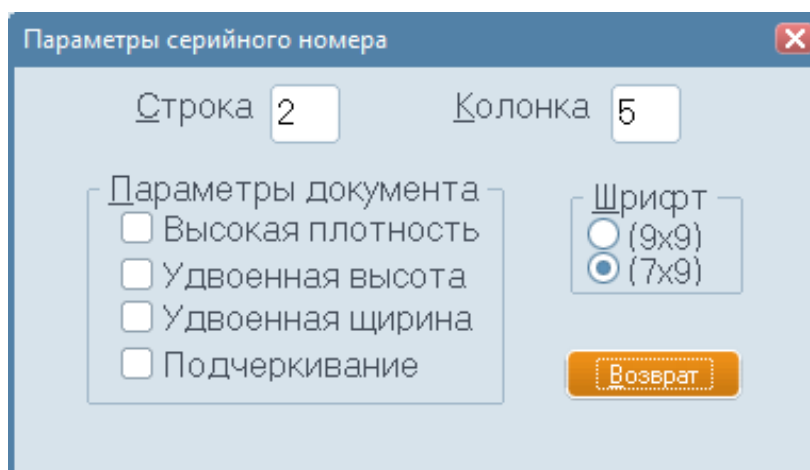 Параметры серийного номера
Строка 2 Колонка 5
Параметры документа
Высокая плотность
Удвоенная высота
Удвоенная щирина
Подчеркивание
Шрифт
(9x9)
(7x9)
Возврат